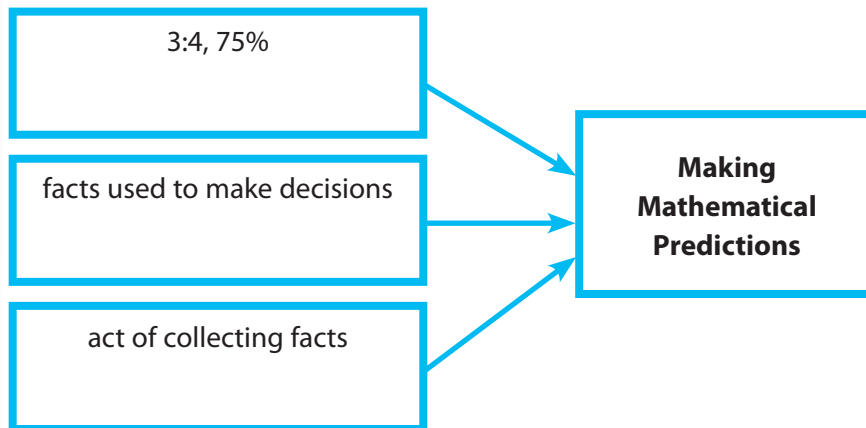 3:4, 75%
facts used to make decisions
act of collecting facts
Making
Mathematical
Predictions